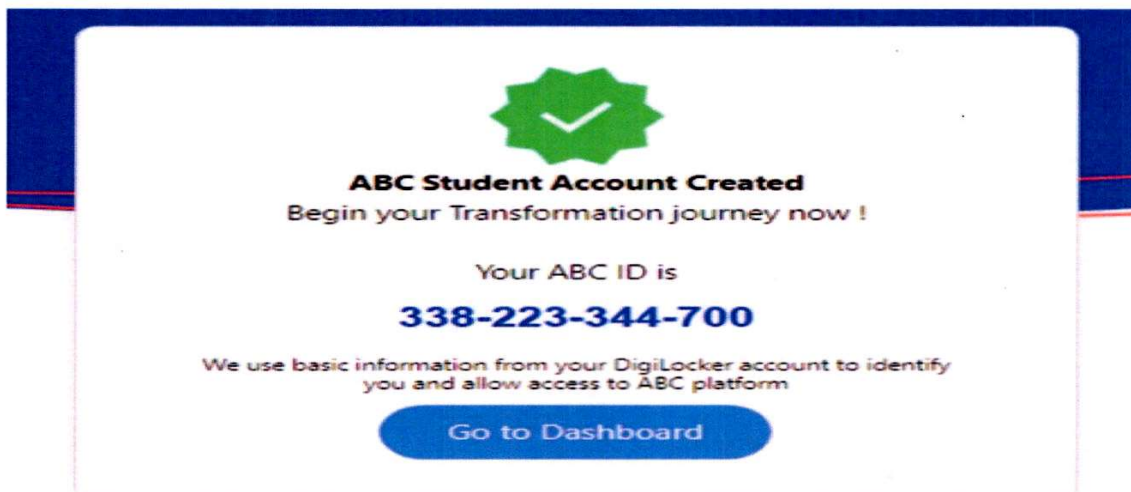 ABC Student Account Created
Begin your Transformation journey now !
Your ABC ID is
338-223-344-700
We use basic information from your DigiLocker account to identify
you and allow access to ABC platform
Go to Dashboard